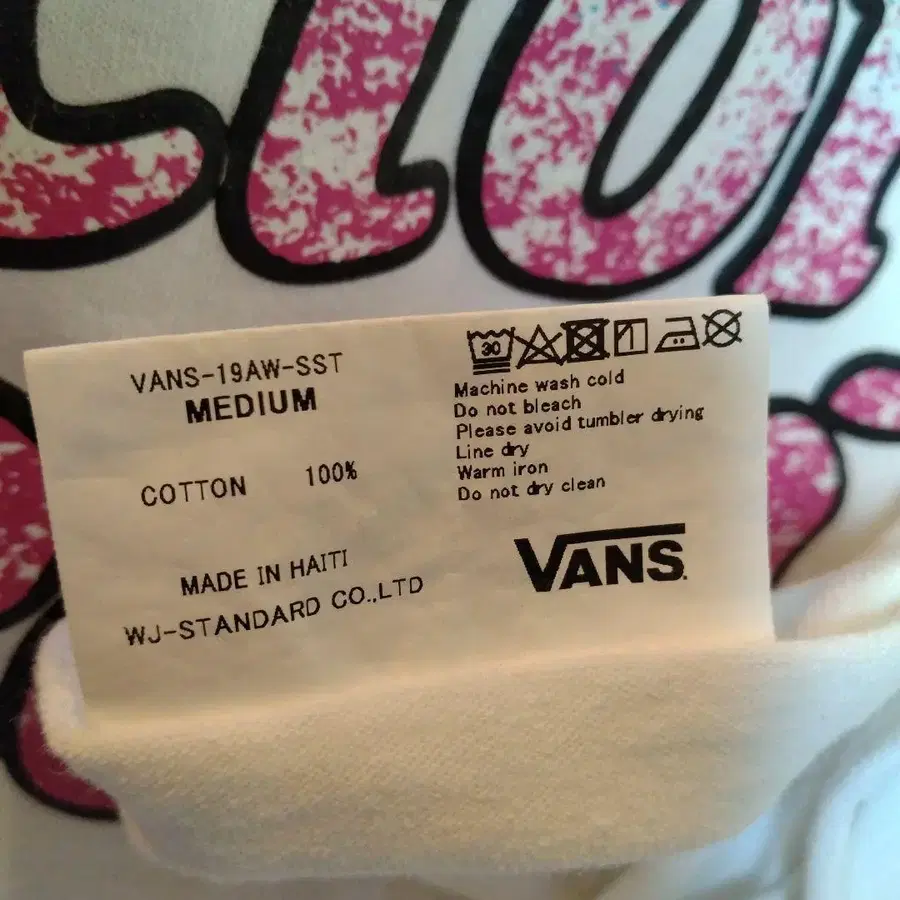 VANS-19AW-SST
MEDIUM
COTTON 100%
MADE IN HAITI
WJ-STANDARD CO.,LTD
30
Machine wash cold
Do not bleach
Please avoid tumbler drying
Line dry
Warm iron
Do not dry clean
VANS.